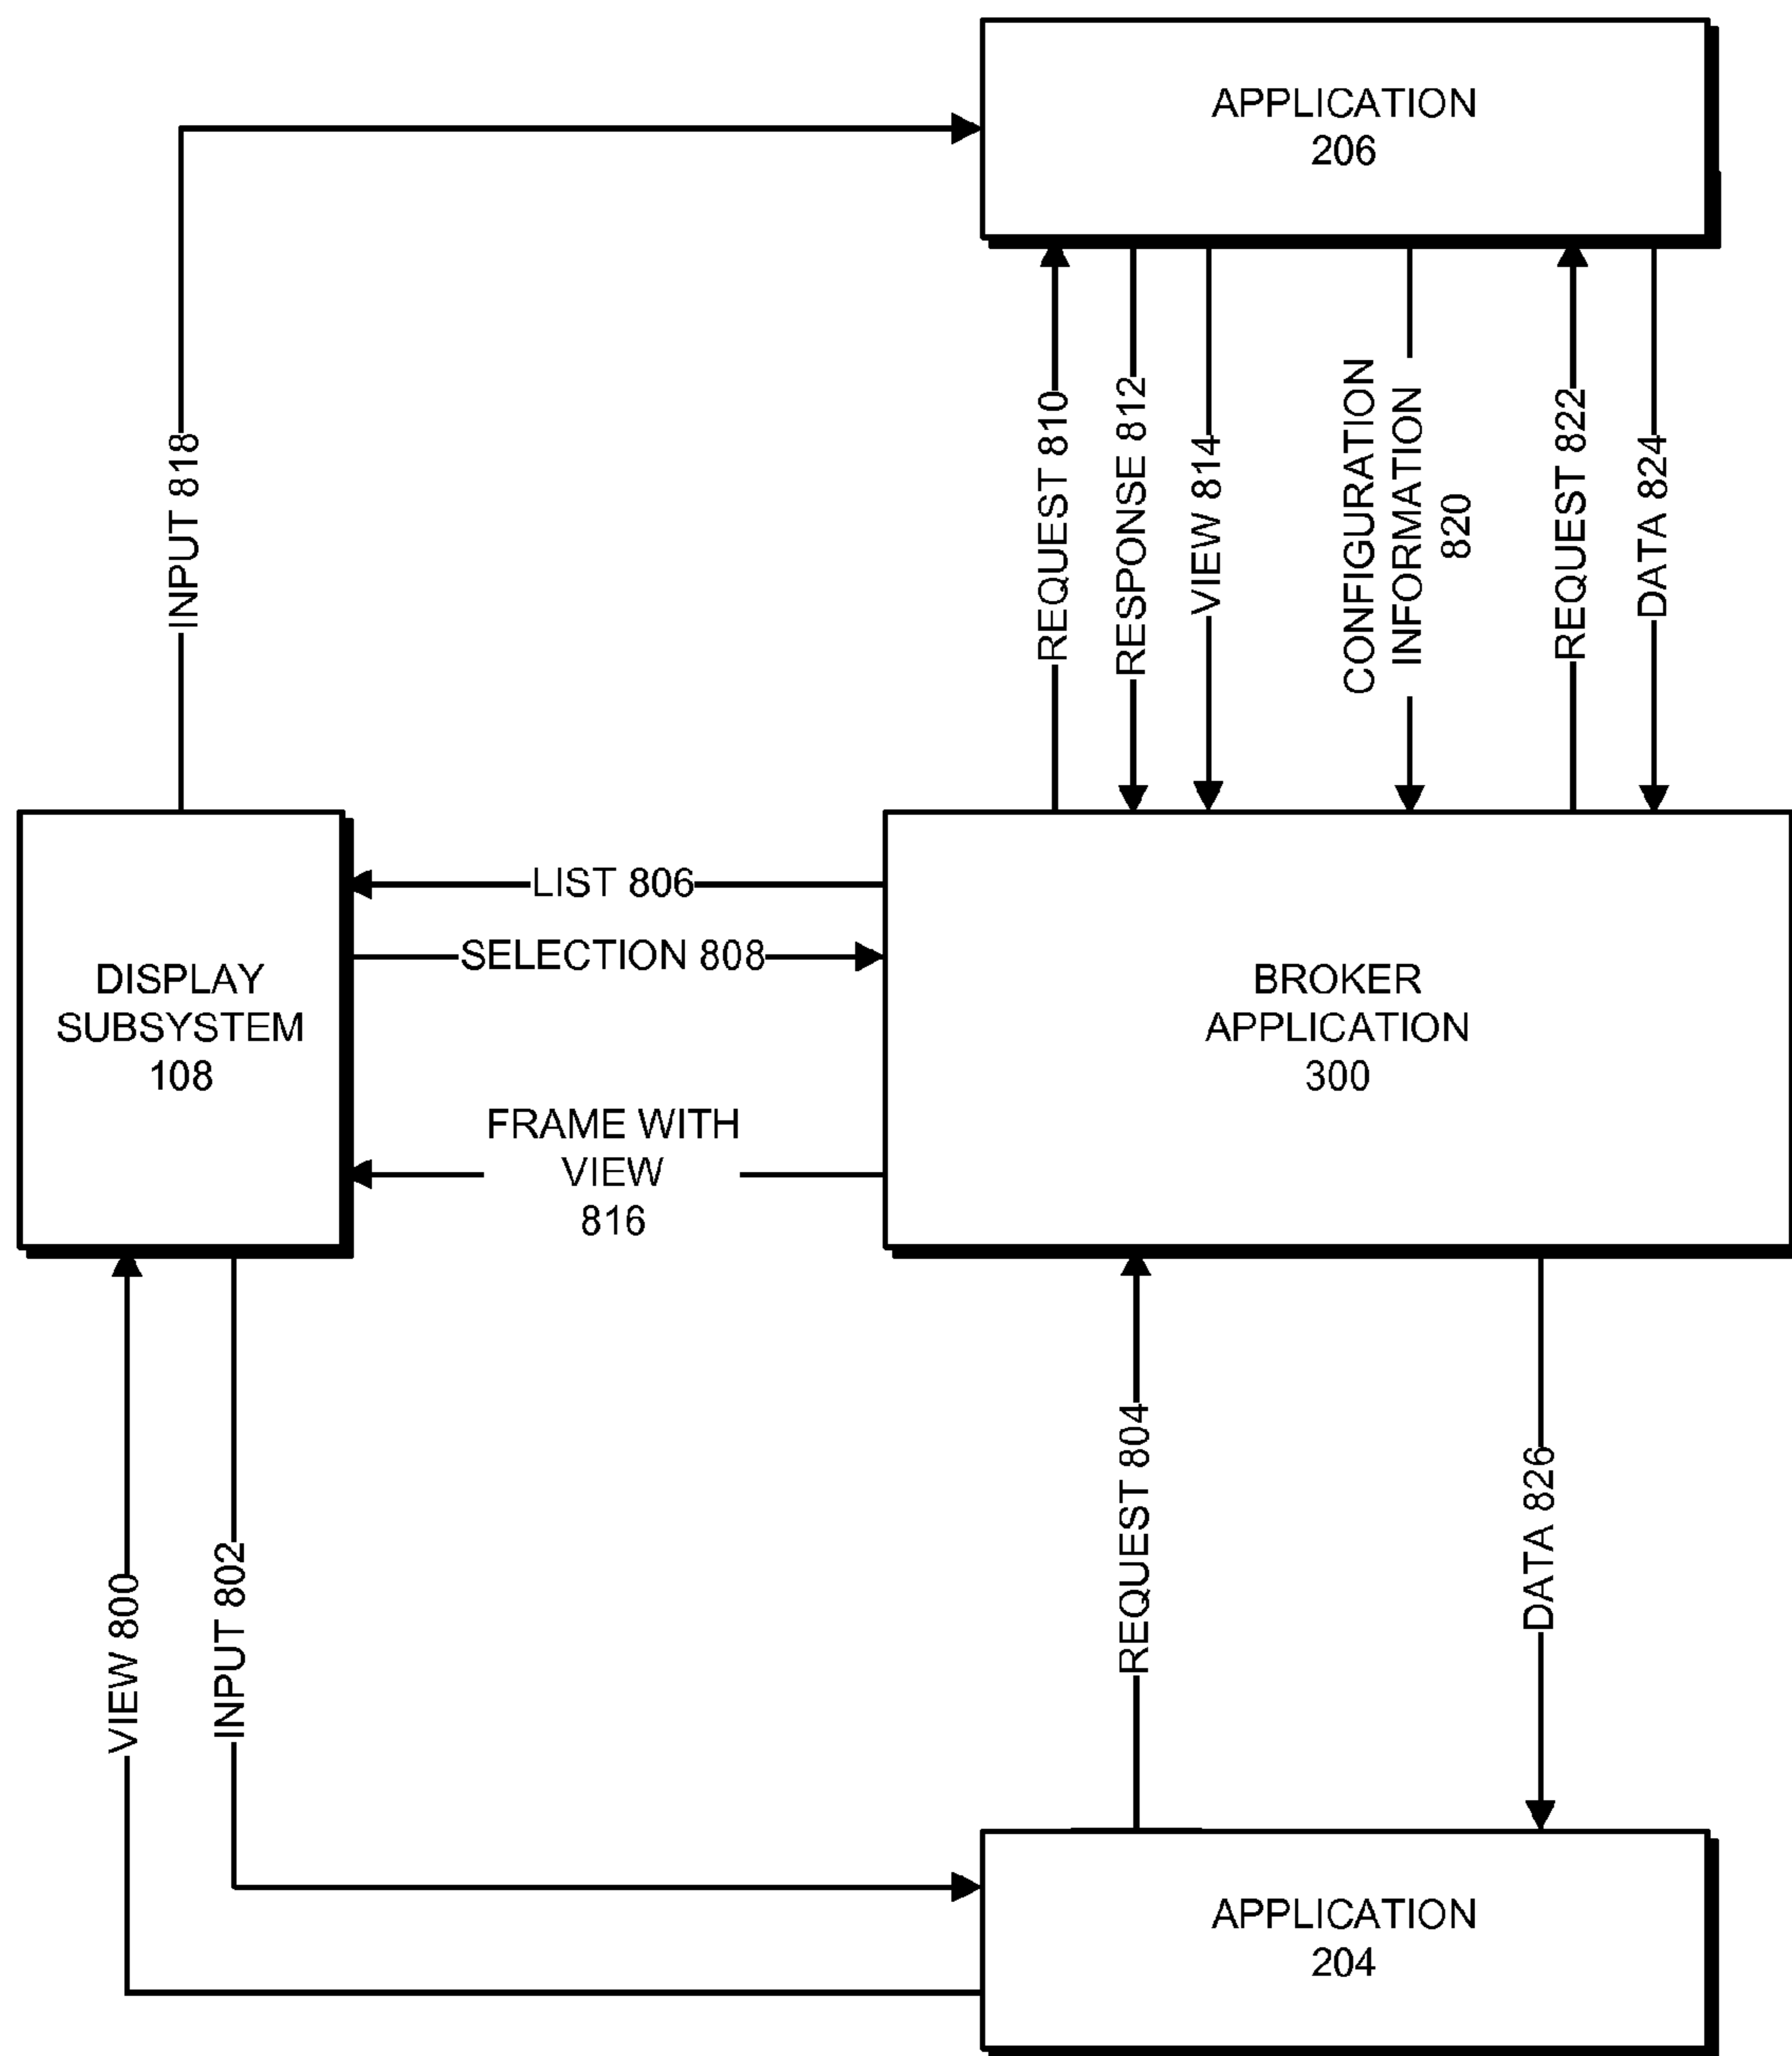 APPLICATION
206
INPUT 818
REQUEST 810
RESPONSE 812
VIEW 814
CONFIGURATION
INFORMATION
820
REQUEST 822
DATA 824
LIST 806
SELECTION 808
DISPLAY
SUBSYSTEM
108
BROKER
APPLICATION
300
FRAME WITH
VIEW
816
VIEW 800
INPUT 802
REQUEST 804
DATA 826
APPLICATION
204